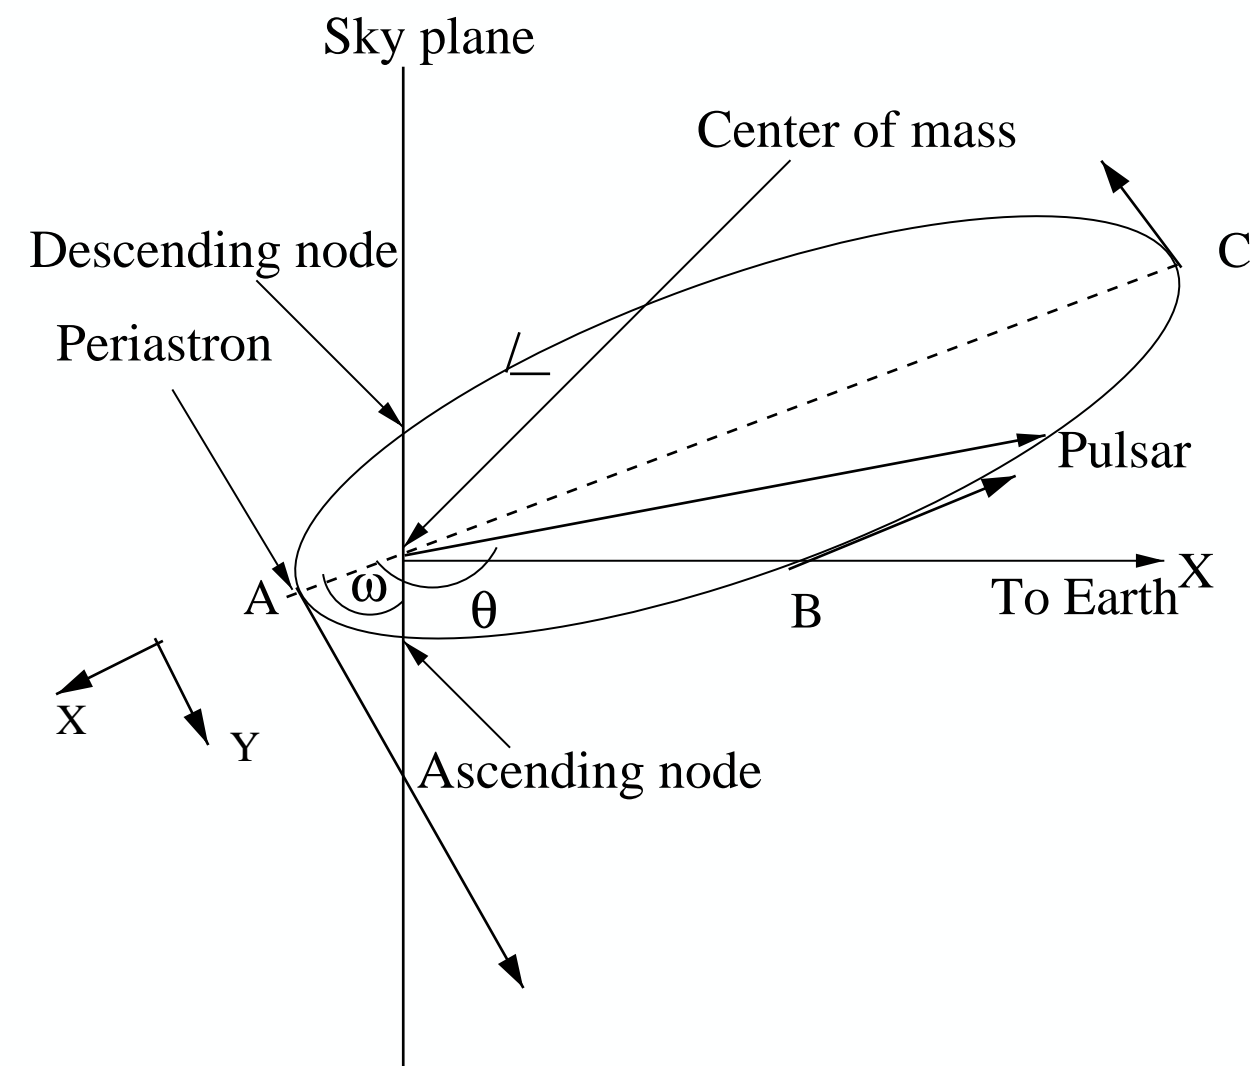 Sky plane
Center of mass
Descending node
C
Periastron
Pulsar
A
ω
θ
B
X
To Earth
X
Y
Ascending node